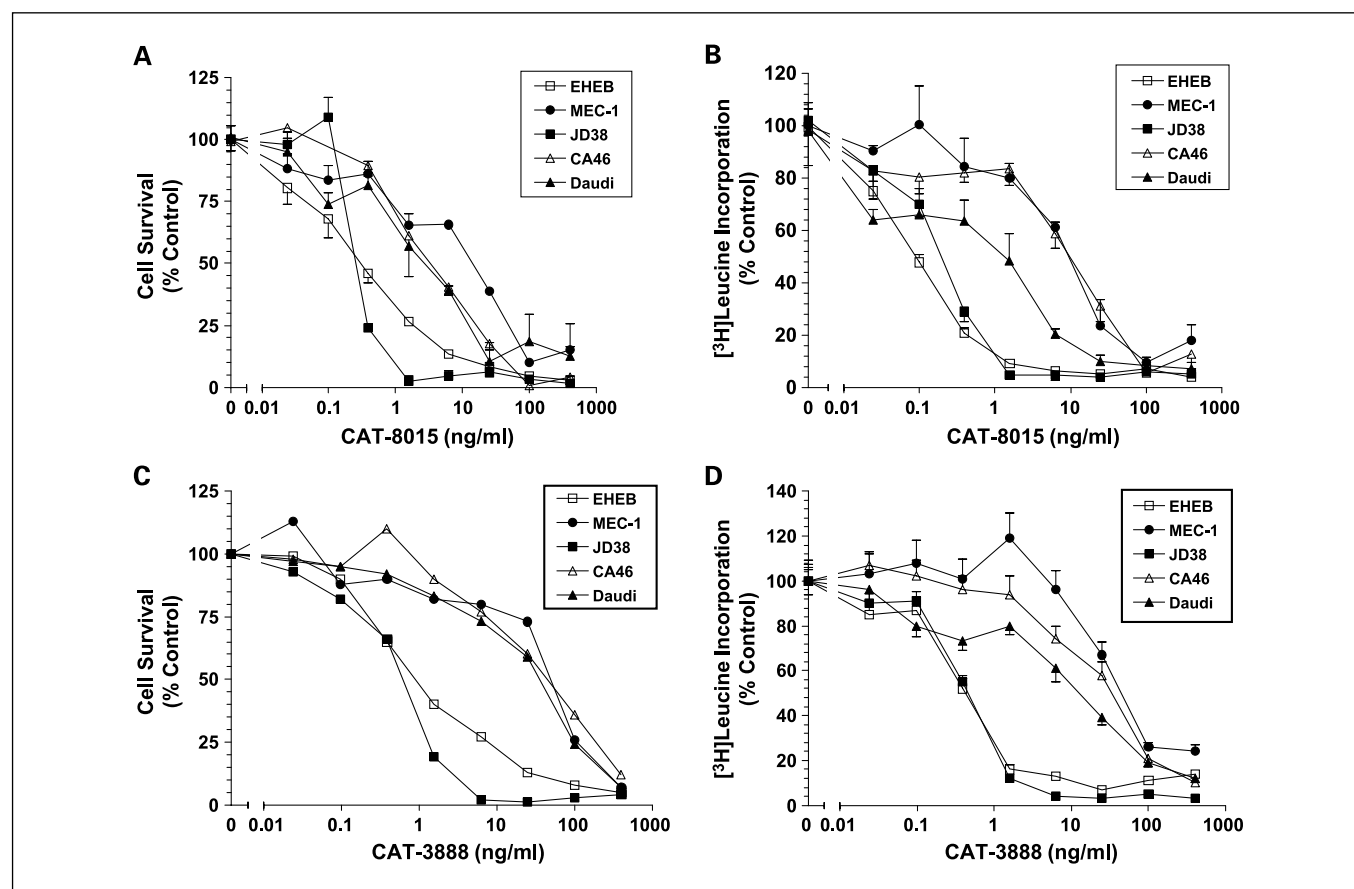 A
Cell Survival
(% Control)
125
100
75
50
25
0
0 0.01 0.1 1 10 100 1000
CAT-8015 (ng/ml)
EHEB
MEC-1
JD38
CA46
Daudi
B
[³H]Leucine Incorporation
(% Control)
120
100
80
60
40
20
0
0 0.01 0.1 1 10 100 1000
CAT-8015 (ng/ml)
EHEB
MEC-1
JD38
CA46
Daudi
C
Cell Survival
(% Control)
125
100
75
50
25
0
0 0.01 0.1 1 10 100 1000
CAT-3888 (ng/ml)
EHEB
MEC-1
JD38
CA46
Daudi
D
[³H]Leucine Incorporation
(% Control)
140
120
100
80
60
40
20
0
0 0.01 0.1 1 10 100 1000
CAT-3888 (ng/ml)
EHEB
MEC-1
JD38
CA46
Daudi